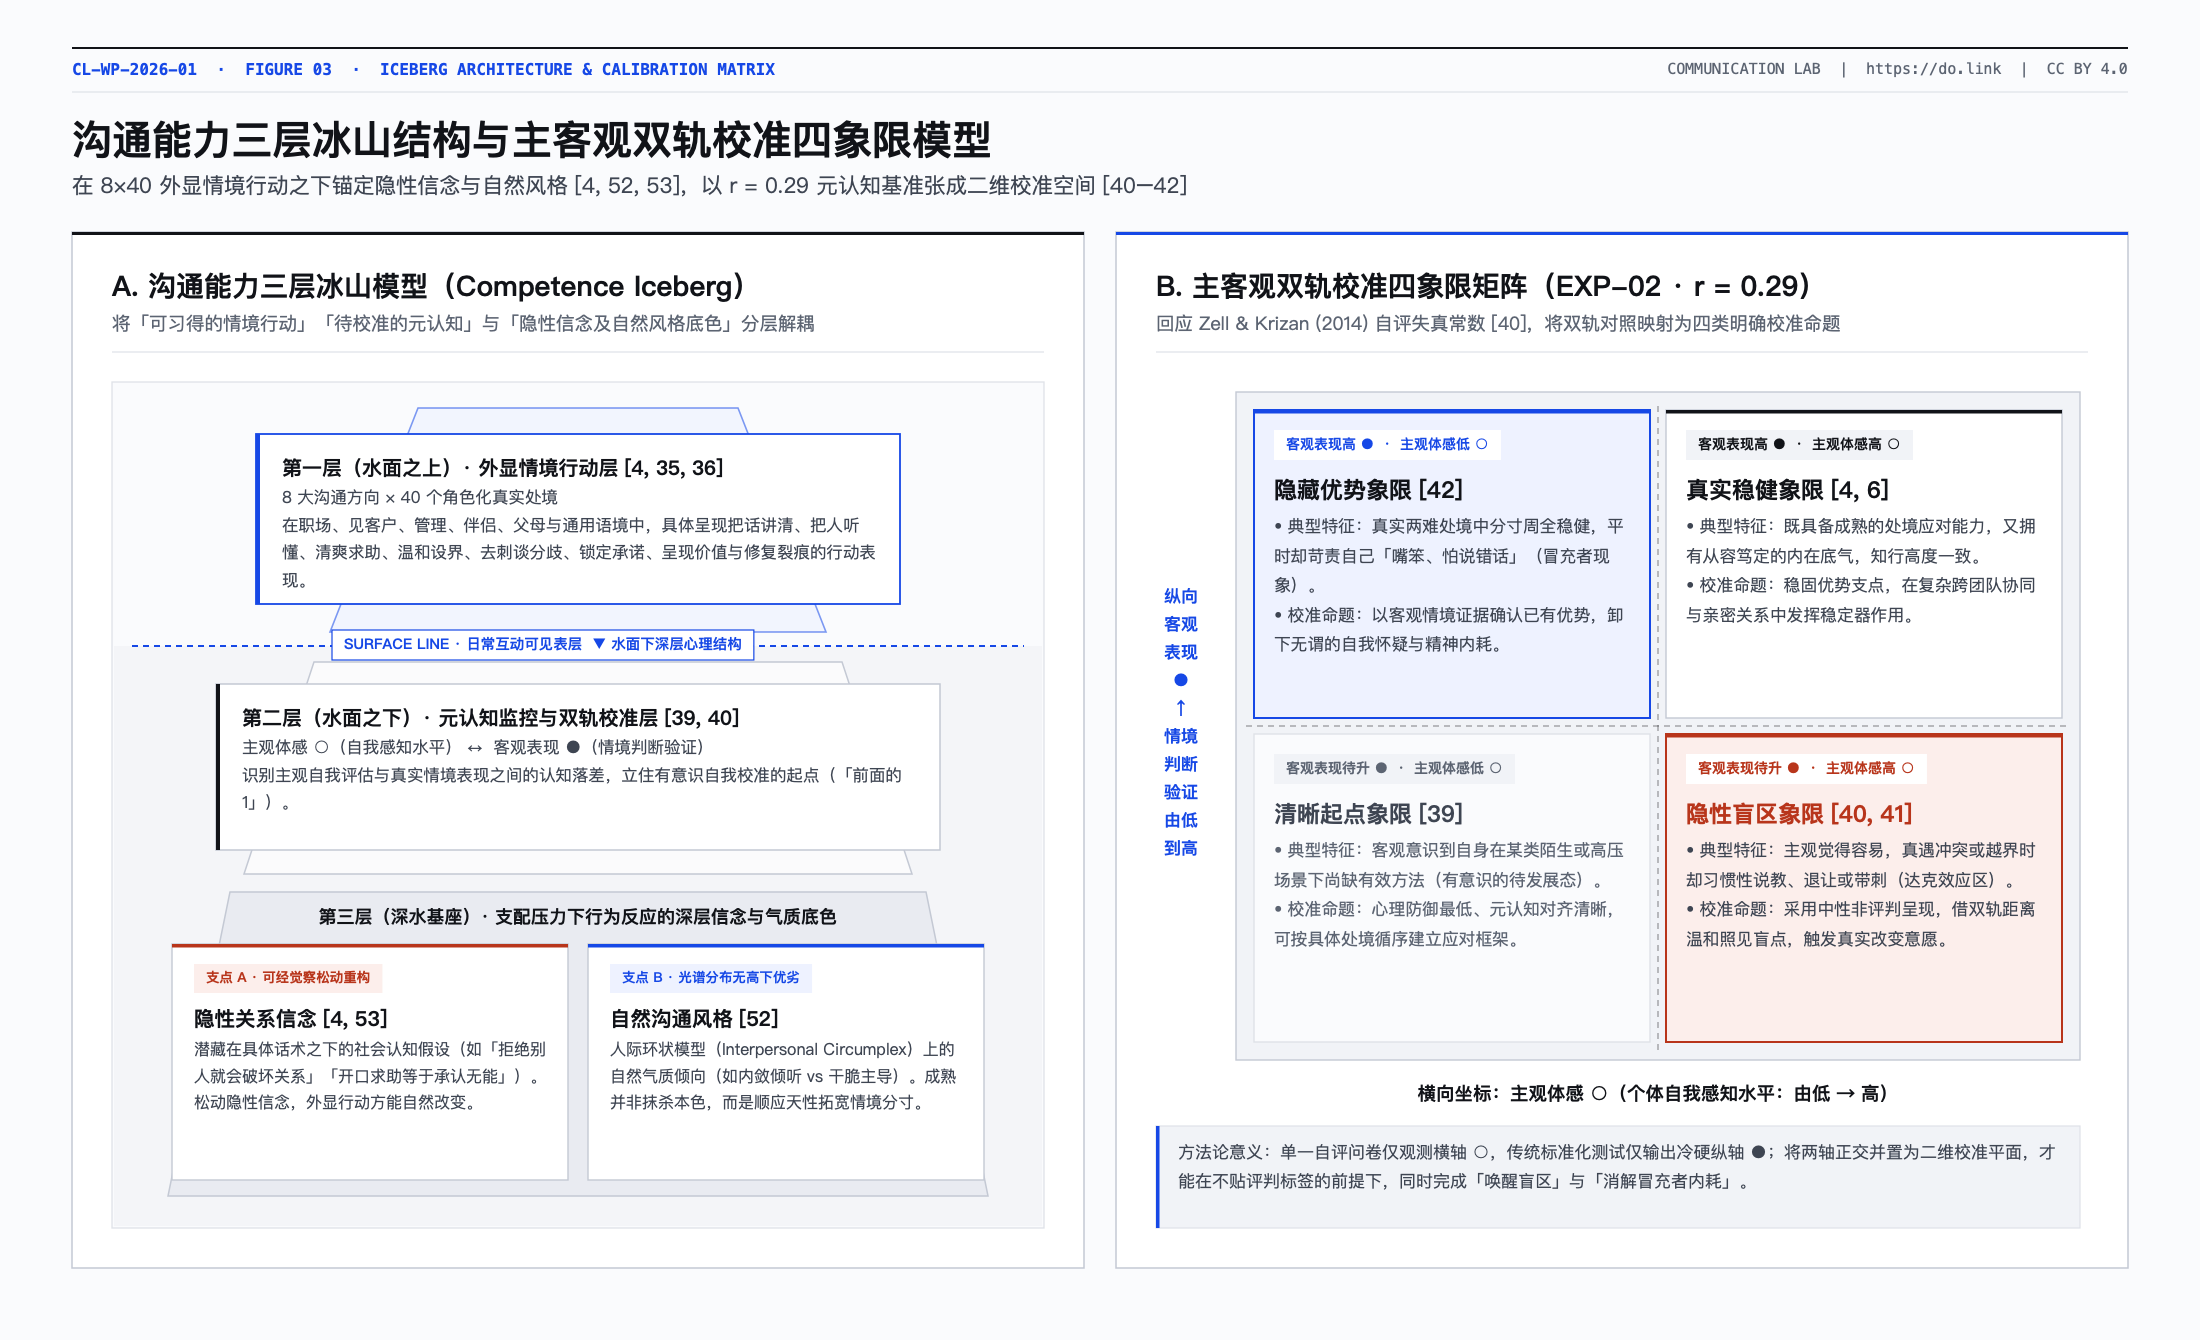 CL-WP-2026-01 · FIGURE 03 · ICEBERG ARCHITECTURE & CALIBRATION MATRIX
COMMUNICATION LAB | https://do.link | CC BY 4.0
沟通能力三层冰山结构与主客观双轨校准四象限模型
在 8×40 外显情境行动之下锚定隐性信念与自然风格 [4, 52, 53]，以 r = 0.29 元认知基准张成二维校准空间 [40–42]
A. 沟通能力三层冰山模型（Competence Iceberg）
将「可习得的情境行动」「待校准的元认知」与「隐性信念及自然风格底色」分层解耦
第一层（水面之上）· 外显情境行动层 [4, 35, 36]
8 大沟通方向 × 40 个角色化真实处境
在职场、见客户、管理、伴侣、父母与通用语境中，具体呈现把话讲清、把人听
懂、清爽求助、温和设界、去刺谈分歧、锁定承诺、呈现价值与修复裂痕的行动表
现。
SURFACE LINE · 日常互动可见表层 ▼ 水面下深层心理结构
第二层（水面之下）· 元认知监控与双轨校准层 [39, 40]
主观体感 ○（自我感知水平） ↔ 客观表现 ●（情境判断验证）
识别主观自我评估与真实情境表现之间的认知落差，立住有意识自我校准的起点（「前面的
1」）。
第三层（深水基座）· 支配压力下行为反应的深层信念与气质底色
支点 A · 可经觉察松动重构
隐性关系信念 [4, 53]
潜藏在具体话术之下的社会认知假设（如「拒绝别
人就会破坏关系」「开口求助等于承认无能」）。
松动隐性信念，外显行动方能自然改变。
支点 B · 光谱分布无高下优劣
自然沟通风格 [52]
人际环状模型（Interpersonal Circumplex）上的
自然气质倾向（如内敛倾听 vs 干脆主导）。成熟
并非抹杀本色，而是顺应天性拓宽情境分寸。
B. 主客观双轨校准四象限矩阵（EXP-02 · r = 0.29）
回应 Zell & Krizan (2014) 自评失真常数 [40]，将双轨对照映射为四类明确校准命题
纵向
客观
表现
●
↑
情境
判断
验证
由低
到高
客观表现高 ● · 主观体感低 ○
隐藏优势象限 [42]
• 典型特征：真实两难处境中分寸周全稳健，平
时却苛责自己「嘴笨、怕说错话」（冒充者现
象）。
• 校准命题：以客观情境证据确认已有优势，卸
下无谓的自我怀疑与精神内耗。
客观表现高 ● · 主观体感高 ○
真实稳健象限 [4, 6]
• 典型特征：既具备成熟的处境应对能力，又拥
有从容笃定的内在底气，知行高度一致。
• 校准命题：稳固优势支点，在复杂跨团队协同
与亲密关系中发挥稳定器作用。
客观表现待升 ● · 主观体感低 ○
清晰起点象限 [39]
• 典型特征：客观意识到自身在某类陌生或高压
场景下尚缺有效方法（有意识的待发展态）。
• 校准命题：心理防御最低、元认知对齐清晰，
可按具体处境循序建立应对框架。
客观表现待升 ● · 主观体感高 ○
隐性盲区象限 [40, 41]
• 典型特征：主观觉得容易，真遇冲突或越界时
却习惯性说教、退让或带刺（达克效应区）。
• 校准命题：采用中性非评判呈现，借双轨距离
温和照见盲点，触发真实改变意愿。
横向坐标：主观体感 ○（个体自我感知水平：由低 → 高）
方法论意义：单一自评问卷仅观测横轴 ○，传统标准化测试仅输出冷硬纵轴 ●；将两轴正交并置为二维校准平面，才
能在不贴评判标签的前提下，同时完成「唤醒盲区」与「消解冒充者内耗」。